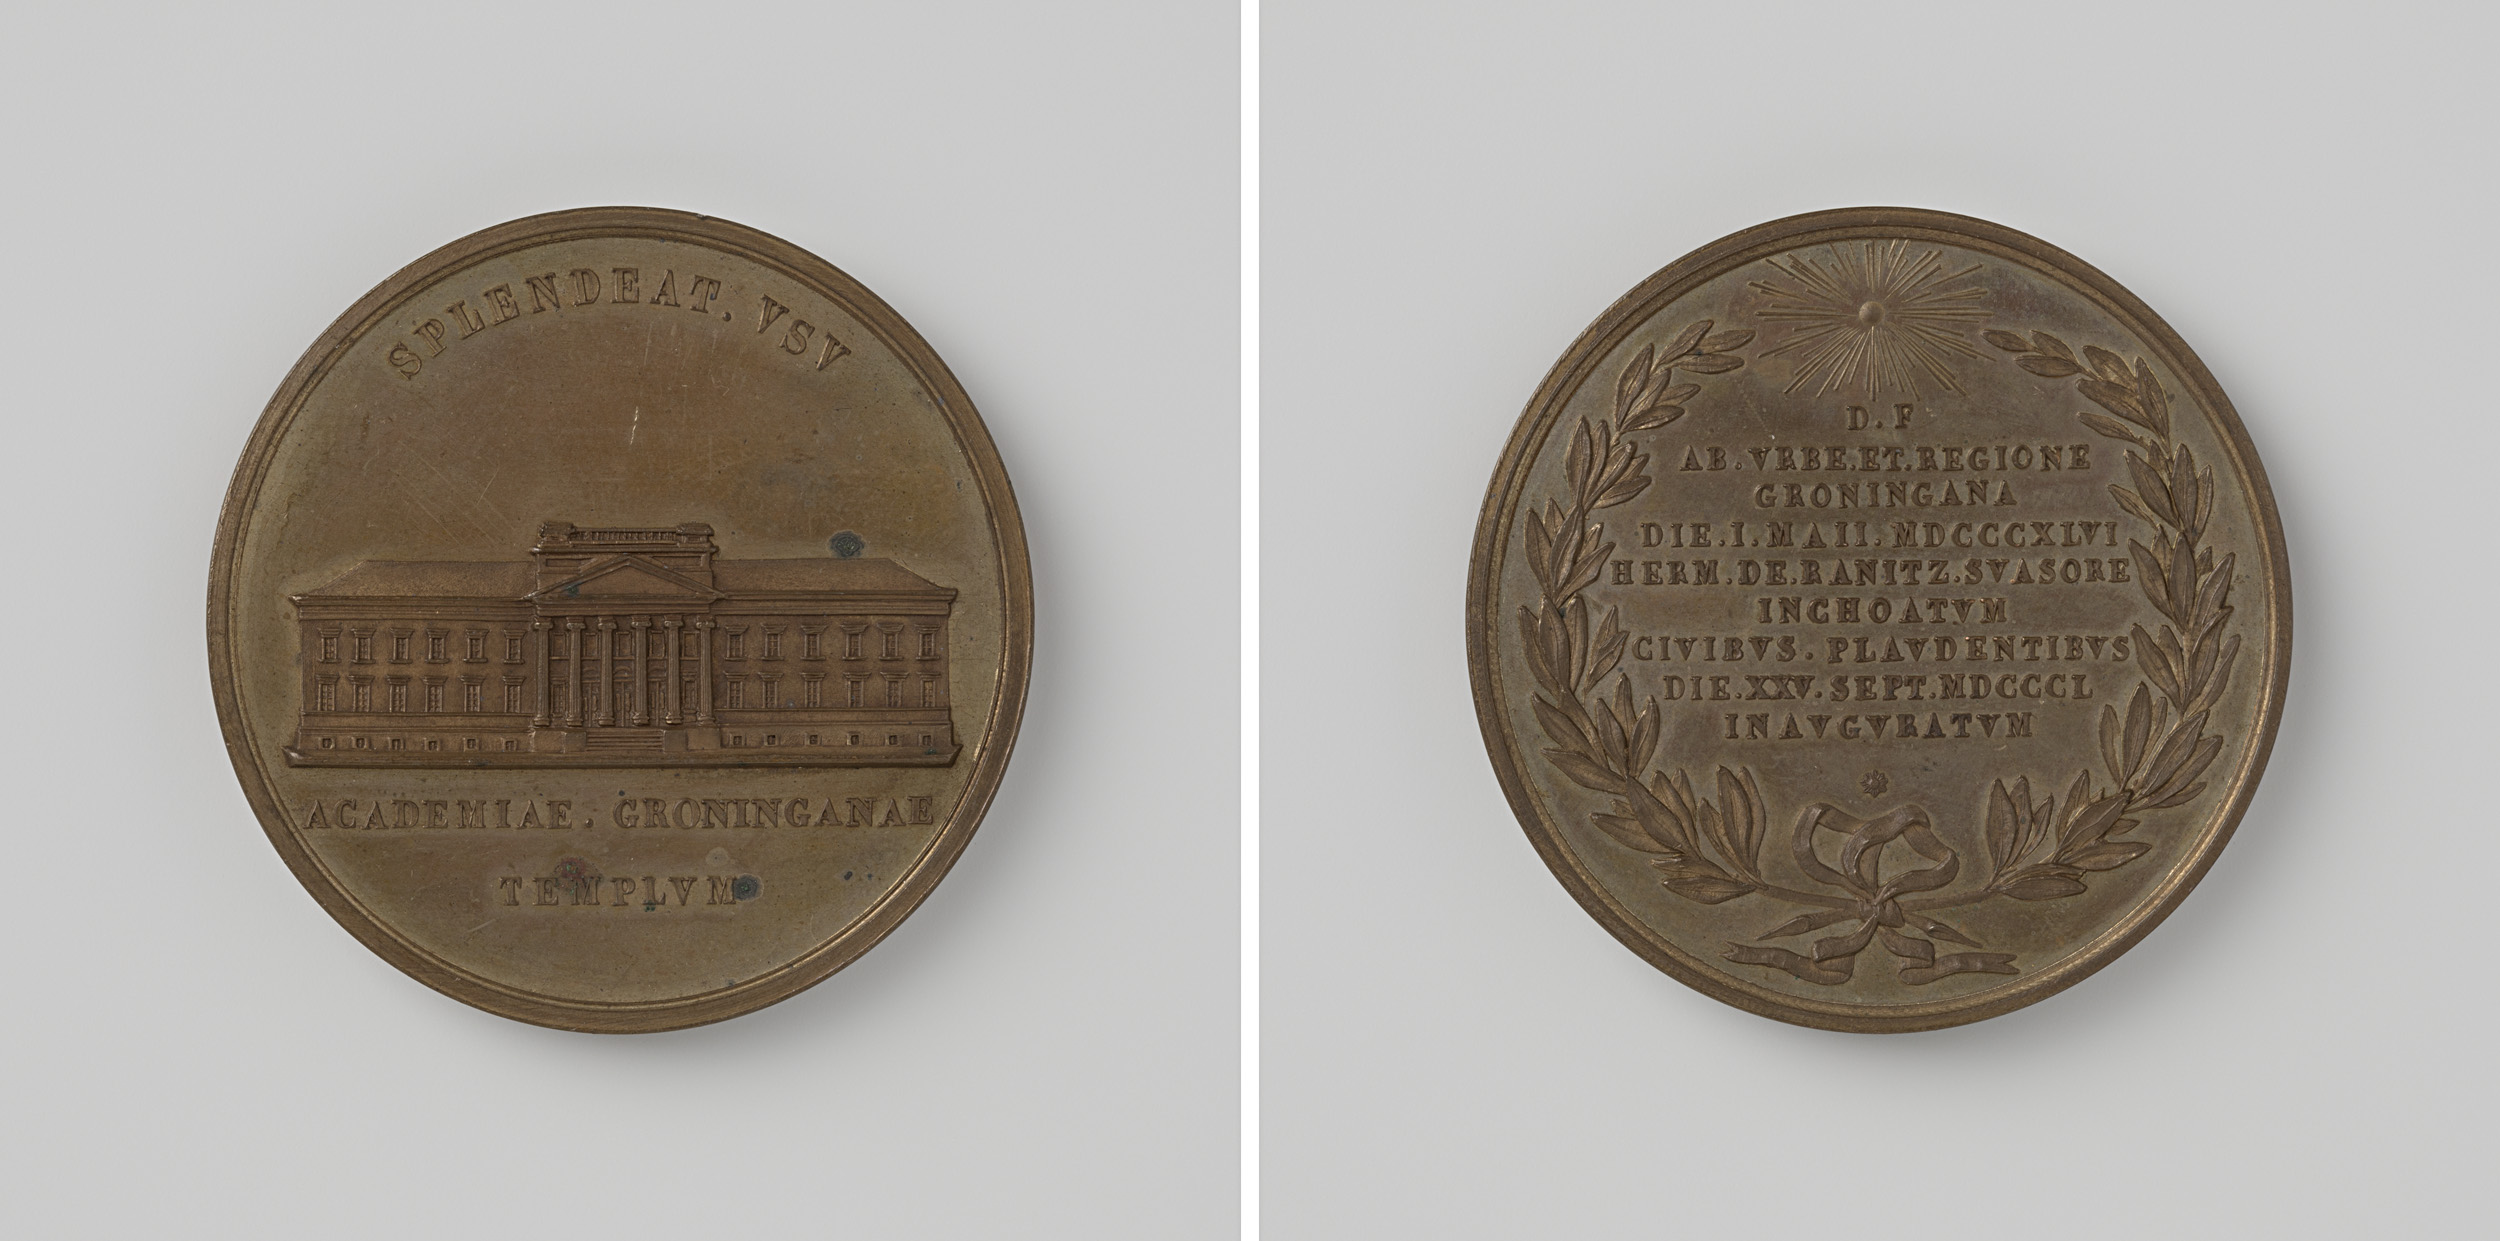 SPLENDEAT. VSV
ACADEMIAE. GRONINGANAE
TEMPLVM
D. F
AB. VRBE. ET. REGIONE
GRONINGANA
DIE. I. MAII. MDCCCXLVI
HERM. DE. RANITZ. SVASORE
INCHOATVM
CIVIBVS. PLAVDENTIBVS
DIE. XXV. SEPT. MDCCCL
INAVGVRATVM